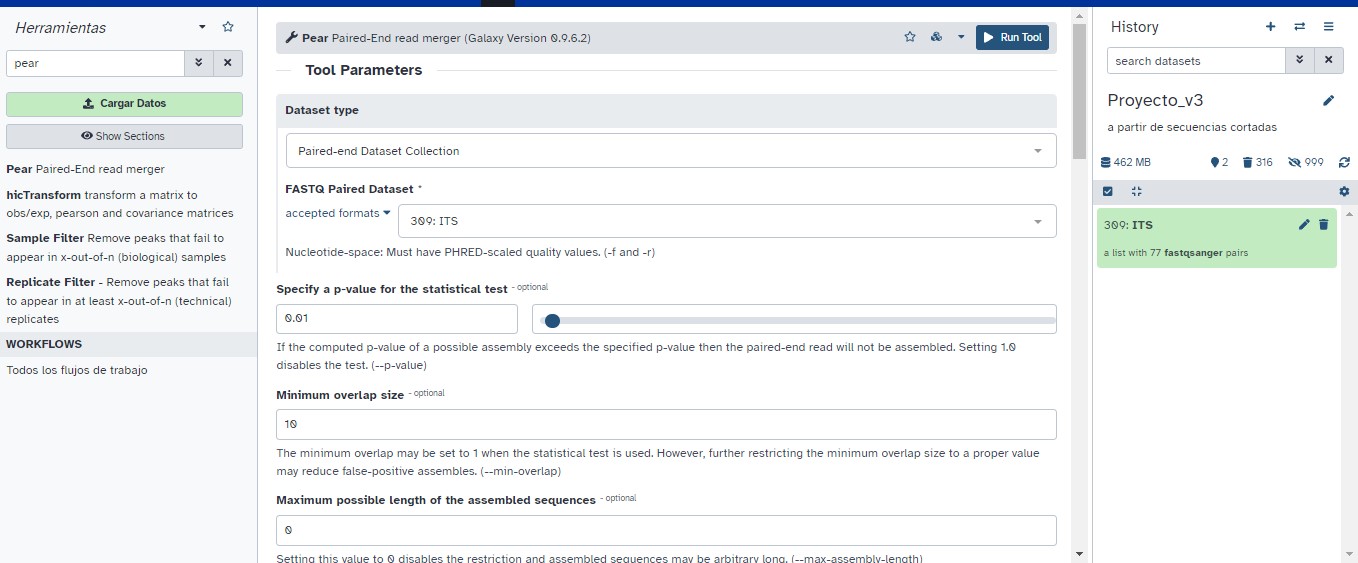 Herramientas
pear
Cargar Datos
Show Sections
Pear Paired-End read merger
hicTransform transform a matrix to
obs/exp, pearson and covariance matrices
Sample Filter Remove peaks that fail to
appear in x-out-of-n (biological) samples
Replicate Filter - Remove peaks that fail
to appear in at least x-out-of-n (technical)
replicates
WORKFLOWS
Todos los flujos de trabajo
Pear Paired-End read merger (Galaxy Version 0.9.6.2)
Run Tool
Tool Parameters
Dataset type
Paired-end Dataset Collection
FASTQ Paired Dataset *
accepted formats
309: ITS
Nucleotide-space: Must have PHRED-scaled quality values. (-f and -r)
Specify a p-value for the statistical test - optional
0.01
If the computed p-value of a possible assembly exceeds the specified p-value then the paired-end read will not be assembled. Setting 1.0
disables the test. (--p-value)
Minimum overlap size - optional
10
The minimum overlap may be set to 1 when the statistical test is used. However, further restricting the minimum overlap size to a proper value
may reduce false-positive assembles. (--min-overlap)
Maximum possible length of the assembled sequences - optional
0
Setting this value to 0 disables the restriction and assembled sequences may be arbitrary long. (--max-assembly-length)
History
search datasets
Proyecto_v3
a partir de secuencias cortadas
462 MB
2
316
999
309: ITS
a list with 77 fastqsanger pairs